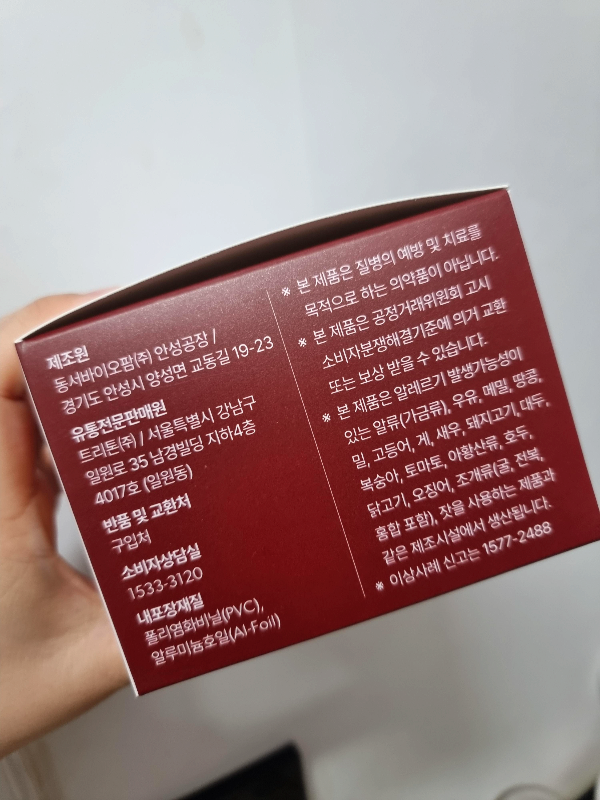 제조원
동서바이오팜(주) 안성공장 /
경기도 안성시 양성면 교동길 19-23
유통전문판매원
트리톤(주) / 서울특별시 강남구
일원로 35 남경빌딩 지하4층
4017호 (일원동)
반품 및 교환처
구입처
소비자상담실
1533-3120
내포장재질
폴리염화비닐(PVC),
알루미늄호일(Al-Foil)
※ 본 제품은 질병의 예방 및 치료를
목적으로 하는 의약품이 아닙니다.
※ 본 제품은 공정거래위원회 고시
소비자분쟁해결기준에 의거 교환
또는 보상 받을 수 있습니다.
※ 본 제품은 알레르기 발생가능성이
있는 알류(가금류), 우유, 메밀, 땅콩,
밀, 고등어, 게, 새우, 돼지고기, 대두,
복숭아, 토마토, 아황산류, 호두,
닭고기, 오징어, 조개류(굴, 전복,
홍합 포함), 잣을 사용하는 제품과
같은 제조시설에서 생산됩니다.
※ 이상사례 신고는 1577-2488